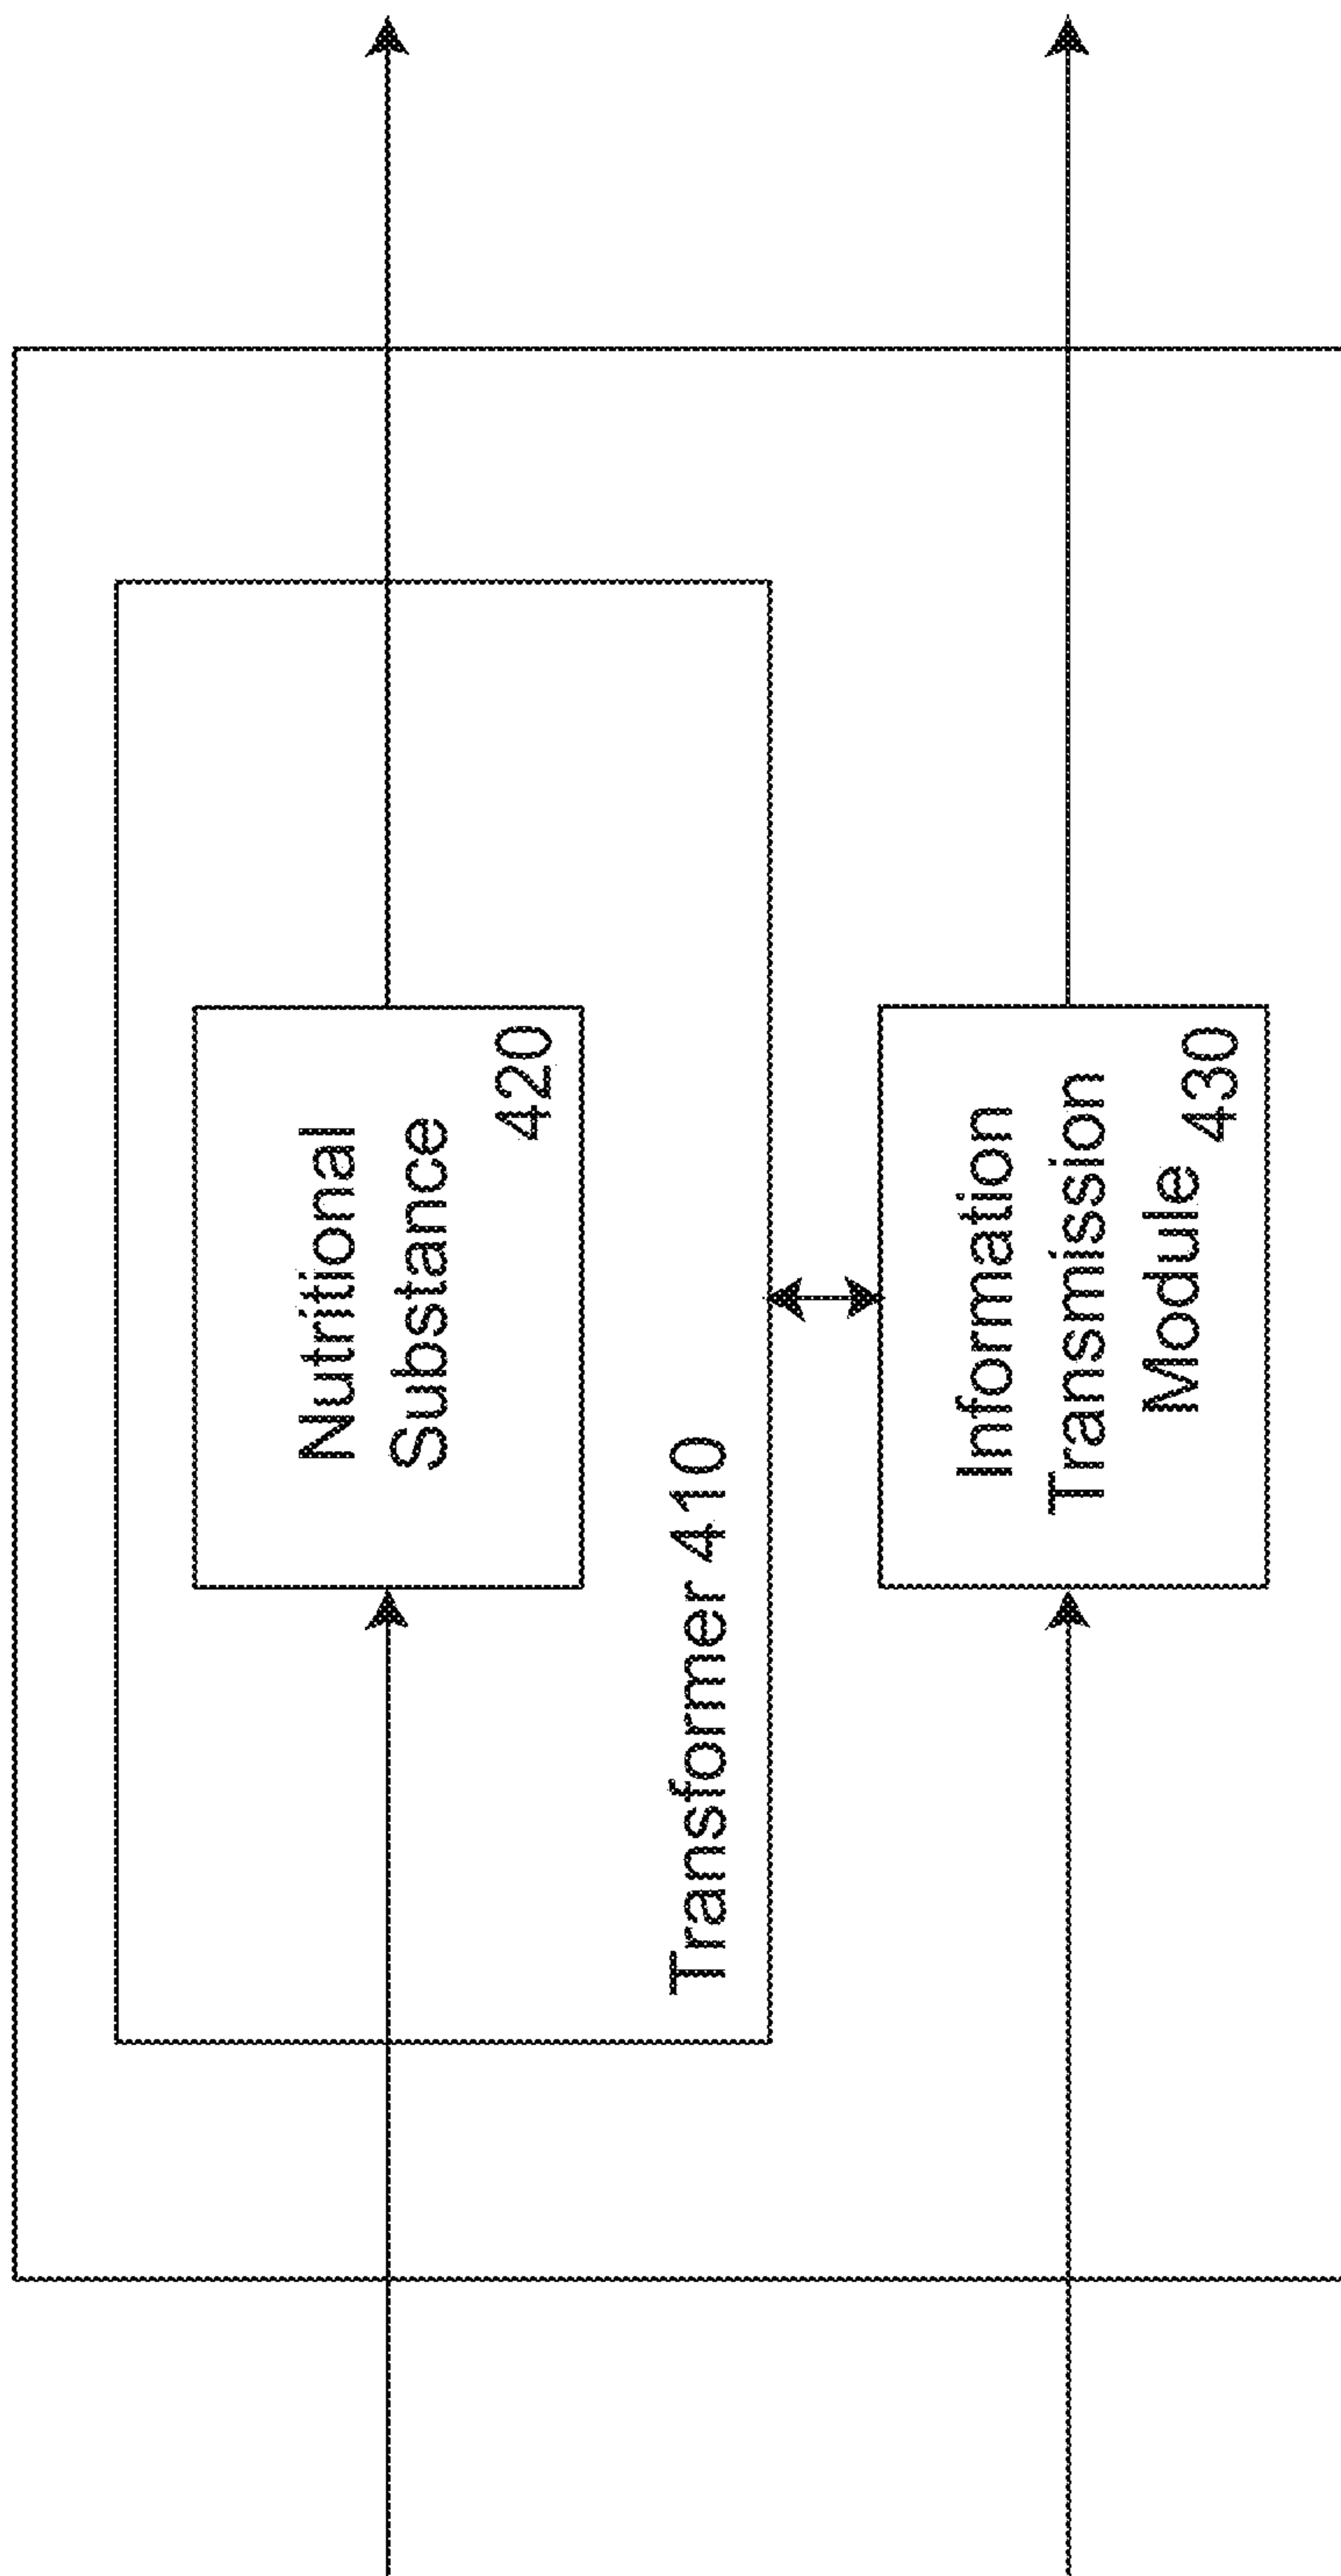 Nutritional
Substance
420
Transformer 410
Information
Transmission
Module 430